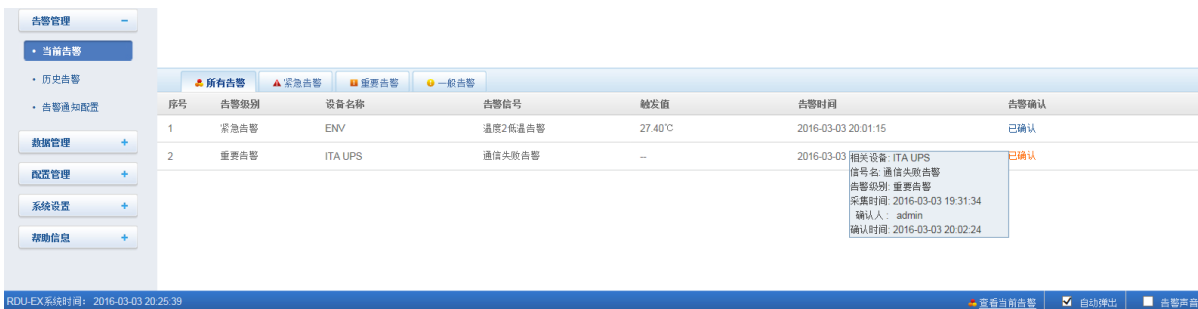 告警管理 −
• 当前告警
• 历史告警
• 告警通知配置
数据管理 +
配置管理 +
系统设置 +
帮助信息 +
所有告警 紧急告警 重要告警 一般告警
序号 告警级别 设备名称 告警信号 触发值 告警时间 告警确认
1 紧急告警 ENV 温度2低温告警 27.40℃ 2016-03-03 20:01:15 已确认
2 重要告警 ITA UPS 通信失败告警 -- 2016-03-03 已确认
相关设备: ITA UPS
信号名: 通信失败告警
告警级别: 重要告警
采集时间: 2016-03-03 19:31:34
确认人： admin
确认时间: 2016-03-03 20:02:24
RDU-EX系统时间： 2016-03-03 20:25:39 查看当前告警 自动弹出 告警声音